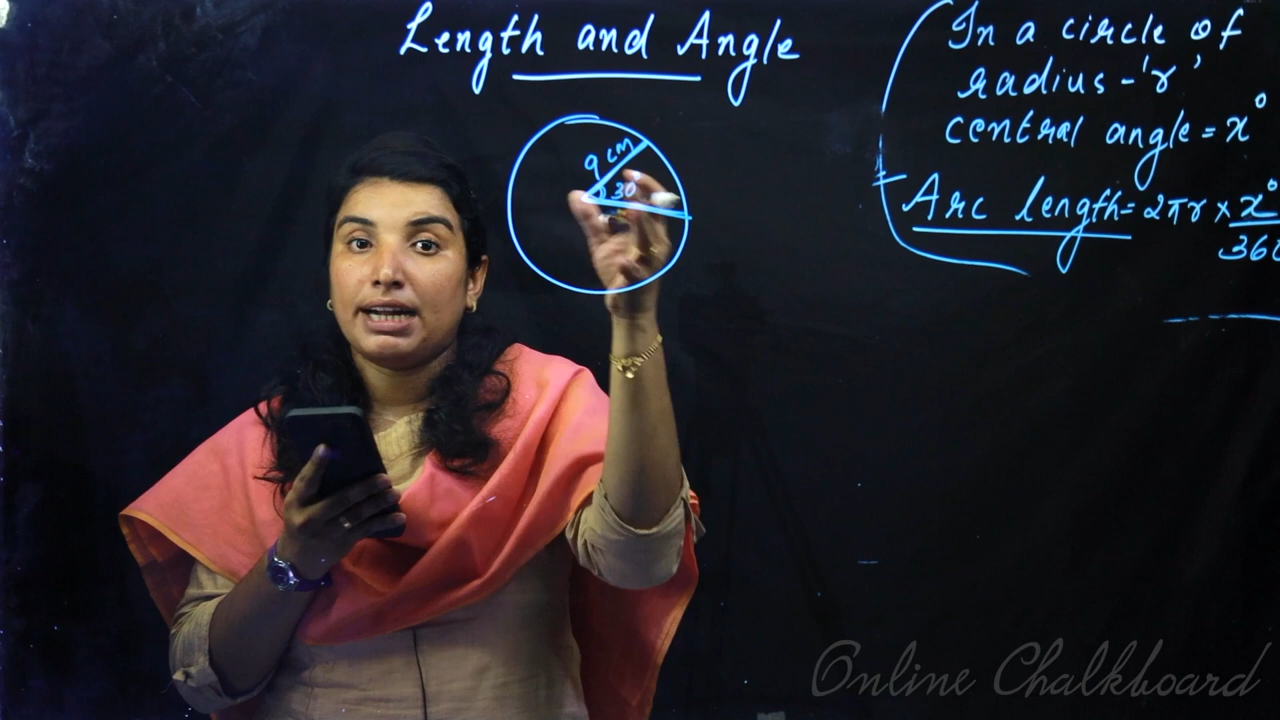 Length and Angle
9 cm
30°
In a circle of
radius - 'r'
central angle = x°
Arc length = 2πr × x°
360
Online Chalkboard